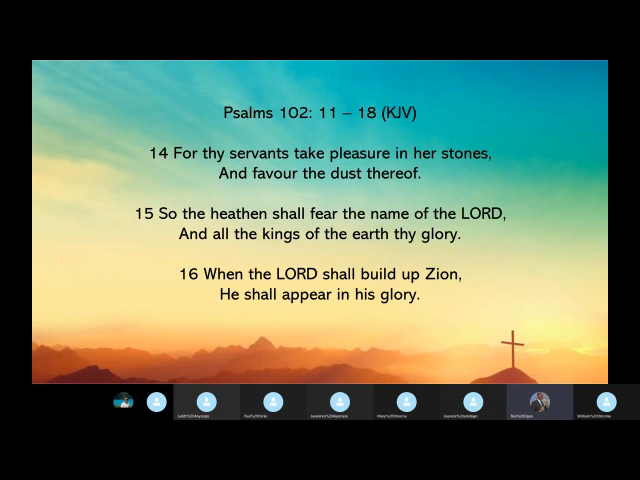 Psalms 102: 11 – 18 (KJV)
14 For thy servants take pleasure in her stones,
And favour the dust thereof.
15 So the heathen shall fear the name of the LORD,
And all the kings of the earth thy glory.
16 When the LORD shall build up Zion,
He shall appear in his glory.